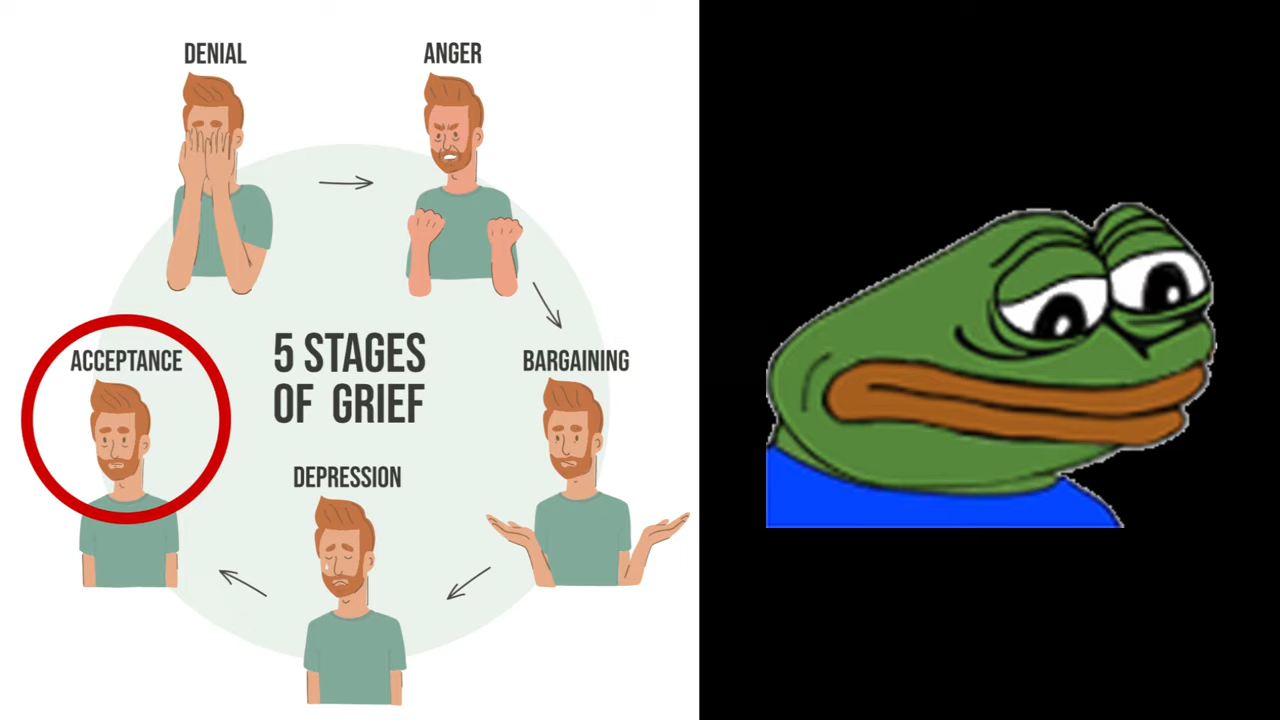 DENIAL
ANGER
ACCEPTANCE
5 STAGES
OF GRIEF
BARGAINING
DEPRESSION